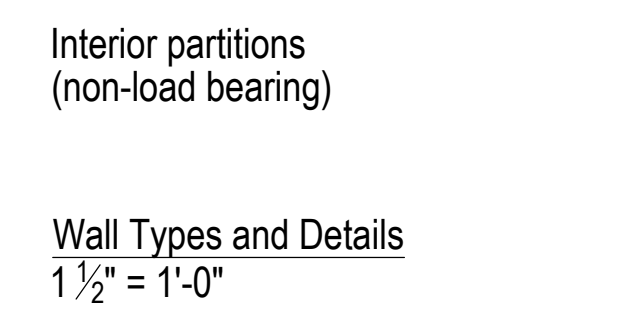 Interior partitions
(non-load bearing)
Wall Types and Details
1 ½" = 1'-0"